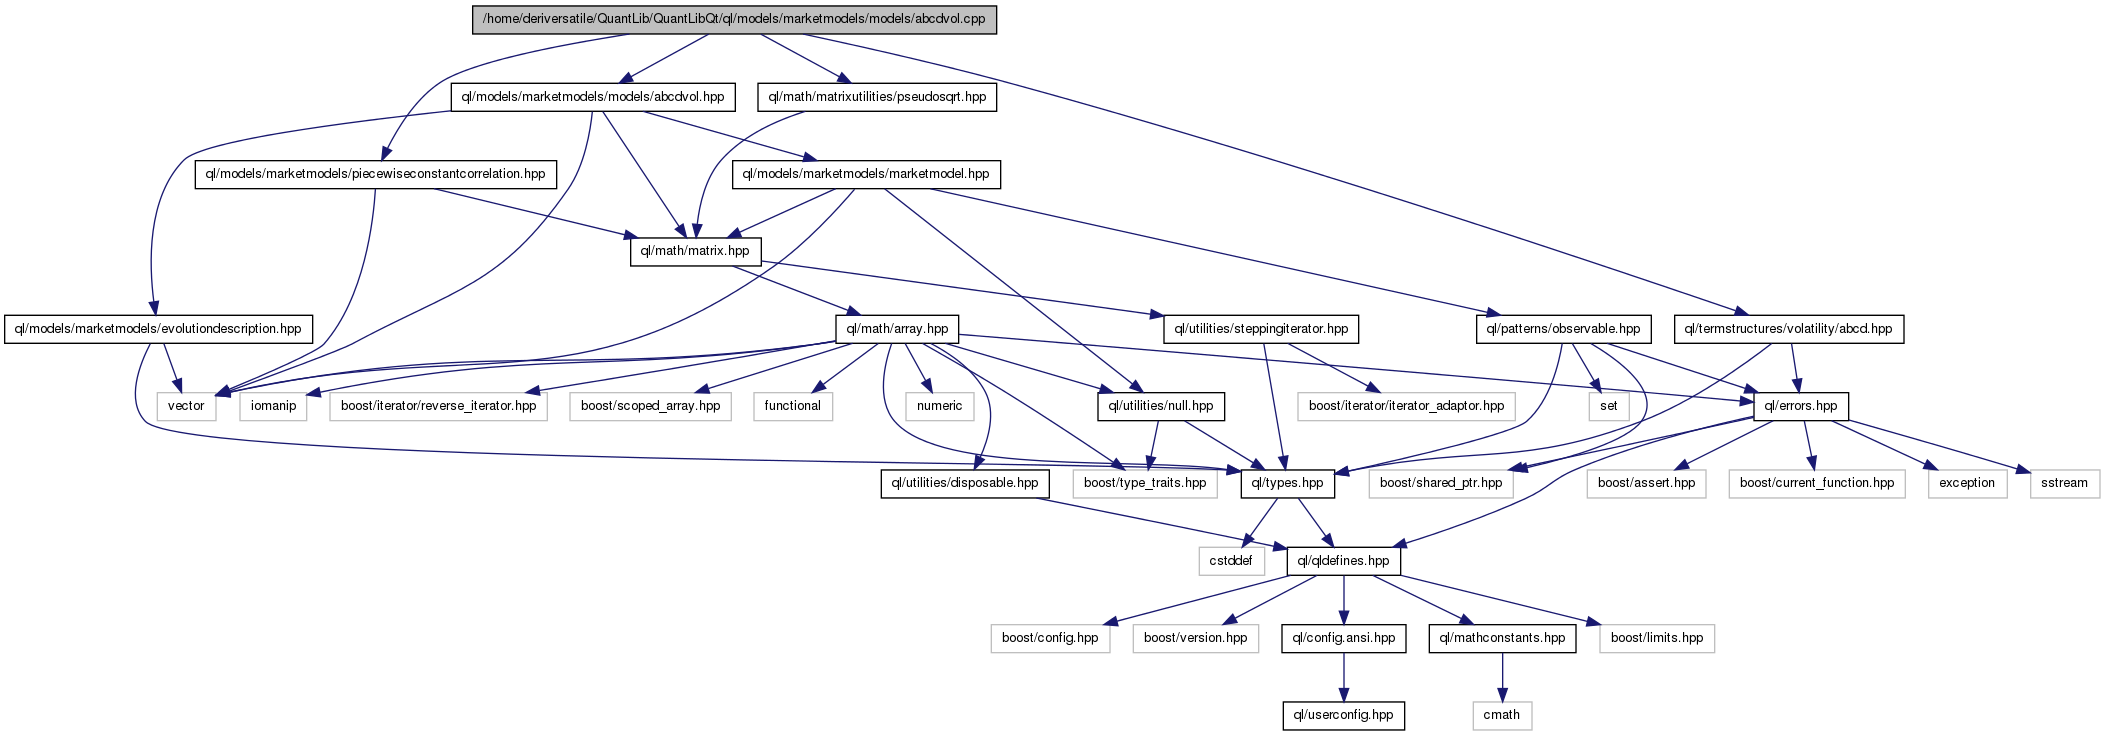 /home/deriversatile/QuantLib/QuantLibQt/ql/models/marketmodels/models/abcdvol.cpp
ql/models/marketmodels/models/abcdvol.hpp
ql/math/matrixutilities/pseudosqrt.hpp
ql/models/marketmodels/piecewiseconstantcorrelation.hpp
ql/models/marketmodels/marketmodel.hpp
ql/math/matrix.hpp
ql/models/marketmodels/evolutiondescription.hpp
ql/math/array.hpp
ql/utilities/steppingiterator.hpp
ql/patterns/observable.hpp
ql/termstructures/volatility/abcd.hpp
vector
iomanip
boost/iterator/reverse_iterator.hpp
boost/scoped_array.hpp
functional
numeric
ql/utilities/null.hpp
boost/iterator/iterator_adaptor.hpp
set
ql/errors.hpp
ql/utilities/disposable.hpp
boost/type_traits.hpp
ql/types.hpp
boost/shared_ptr.hpp
boost/assert.hpp
boost/current_function.hpp
exception
sstream
cstddef
ql/qldefines.hpp
boost/config.hpp
boost/version.hpp
ql/config.ansi.hpp
ql/mathconstants.hpp
boost/limits.hpp
ql/userconfig.hpp
cmath